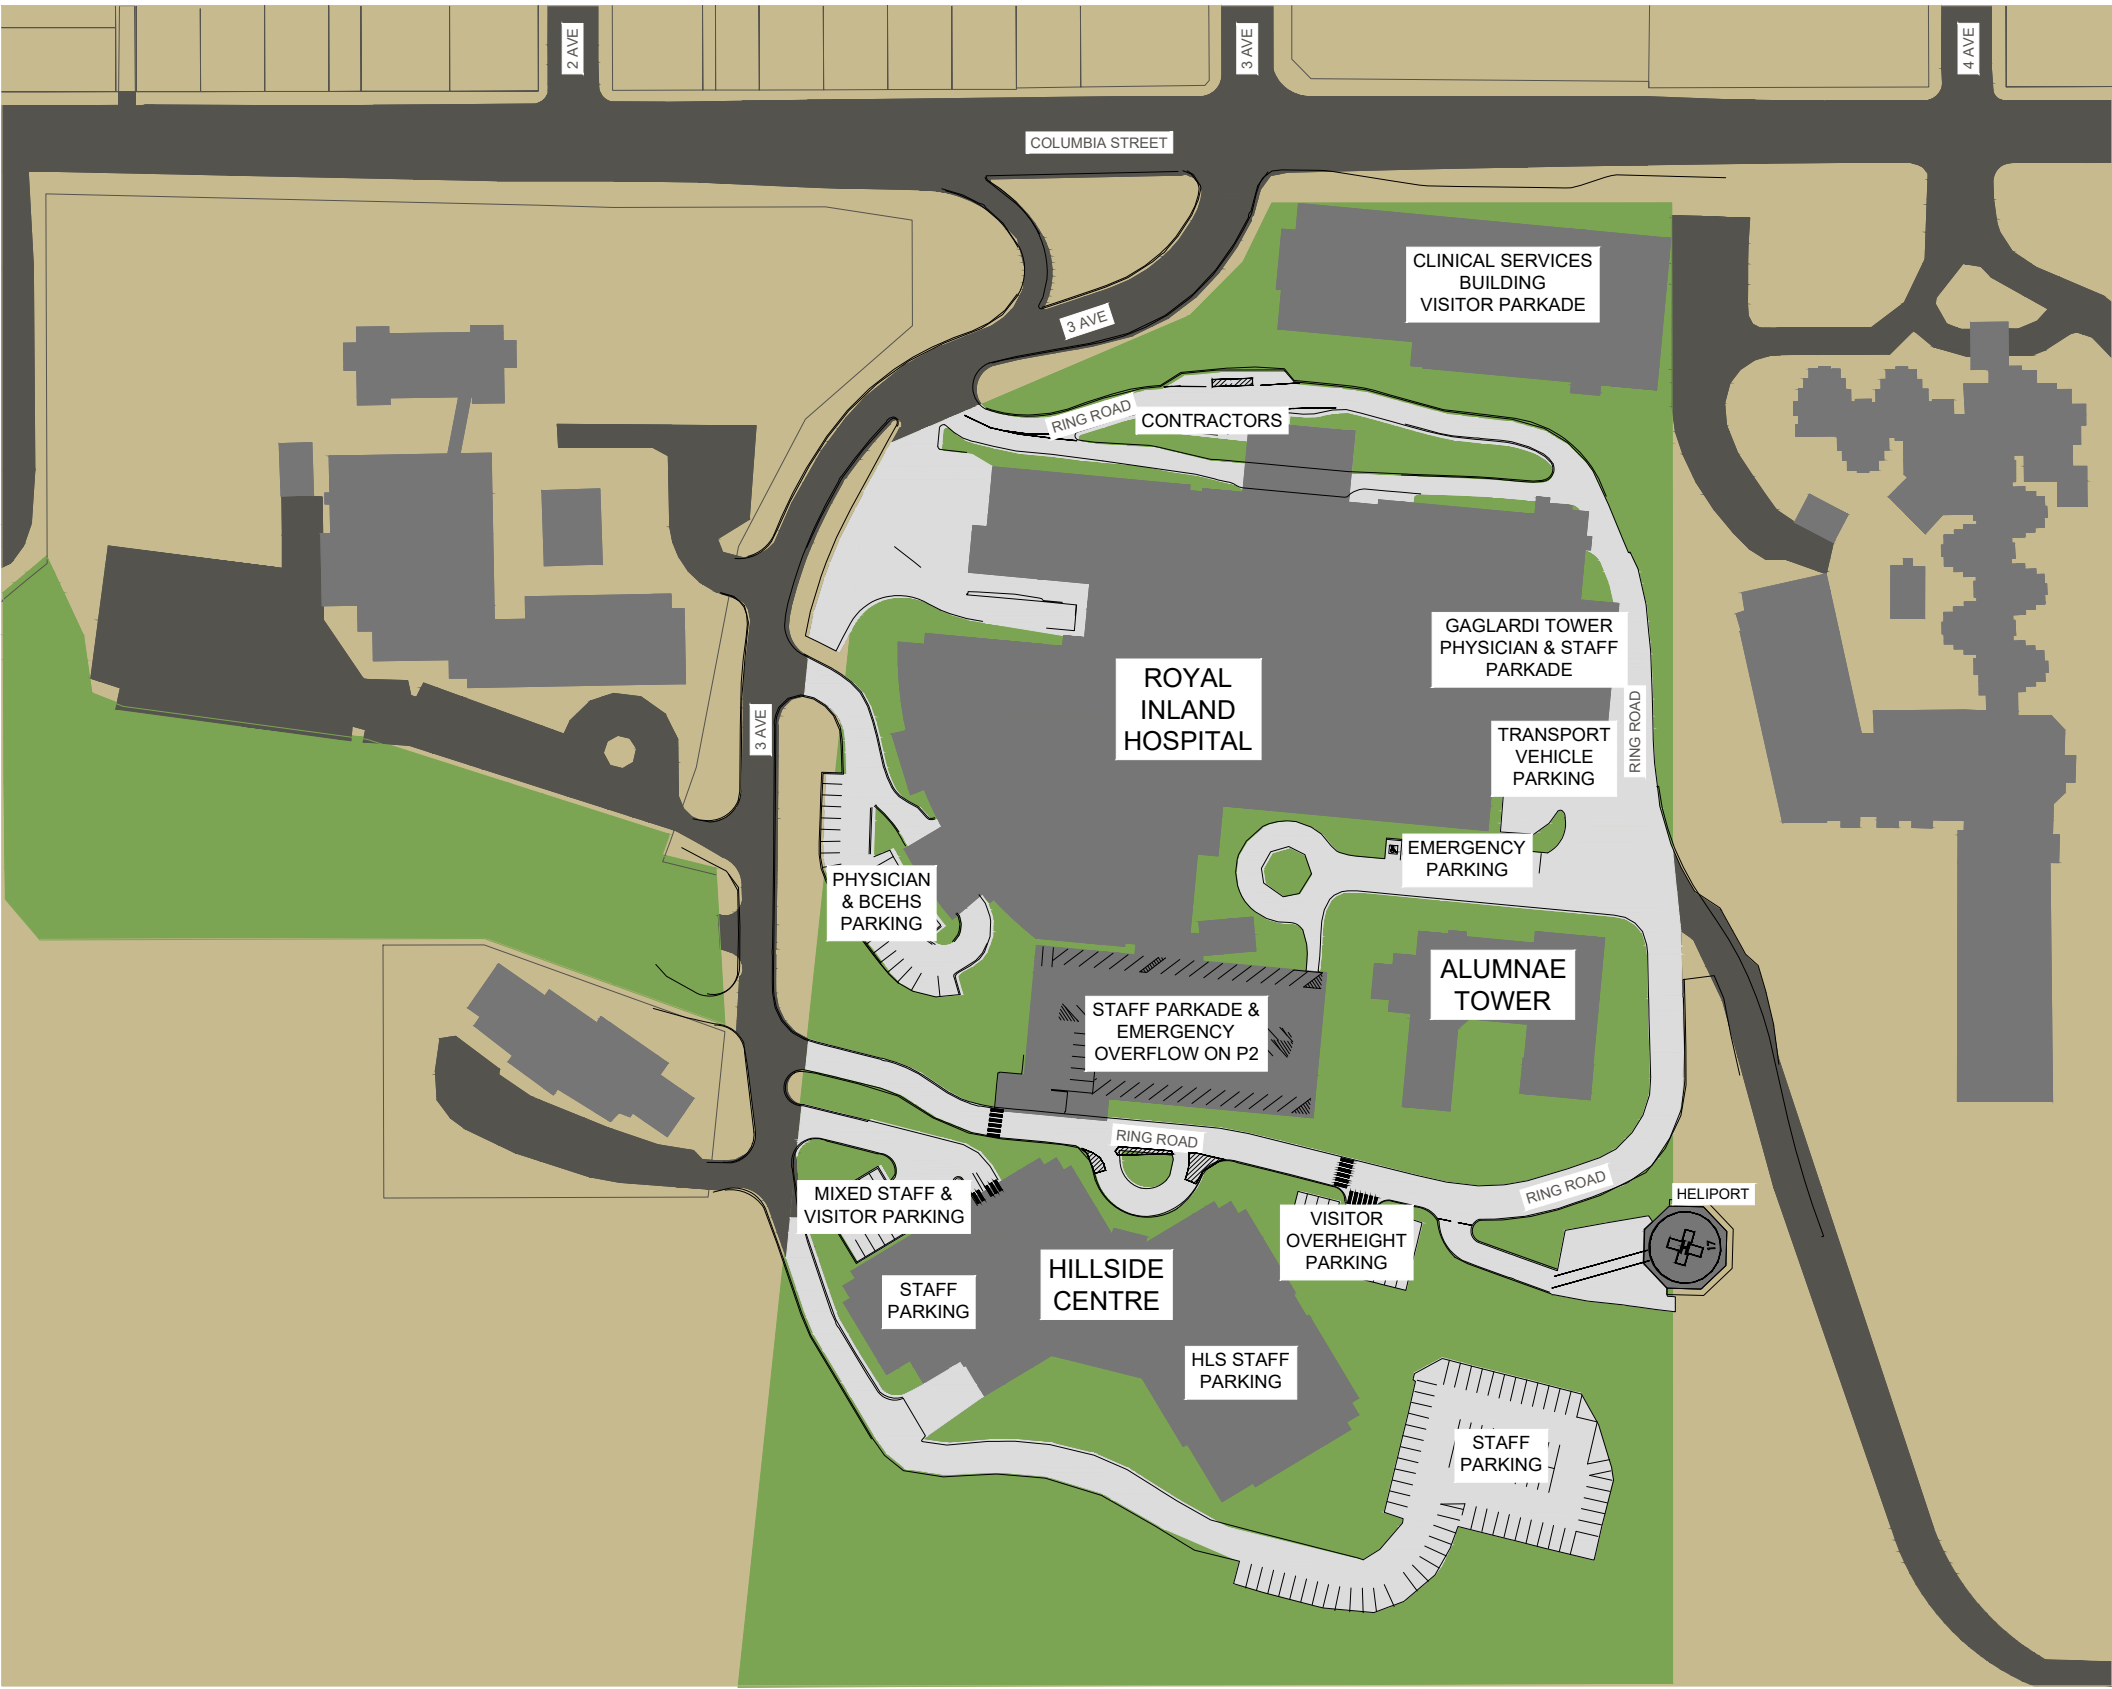 2 AVE
3 AVE
4 AVE
COLUMBIA STREET
CLINICAL SERVICES
BUILDING
VISITOR PARKADE
3 AVE
RING ROAD
CONTRACTORS
GAGLARDI TOWER
PHYSICIAN & STAFF
PARKADE
ROYAL
INLAND
HOSPITAL
RING ROAD
3 AVE
TRANSPORT
VEHICLE
PARKING
EMERGENCY
PARKING
PHYSICIAN
& BCEHS
PARKING
ALUMNAE
TOWER
STAFF PARKADE &
EMERGENCY
OVERFLOW ON P2
RING ROAD
RING ROAD
HELIPORT
MIXED STAFF &
VISITOR PARKING
VISITOR
OVERHEIGHT
PARKING
17
H
HILLSIDE
CENTRE
STAFF
PARKING
HLS STAFF
PARKING
STAFF
PARKING